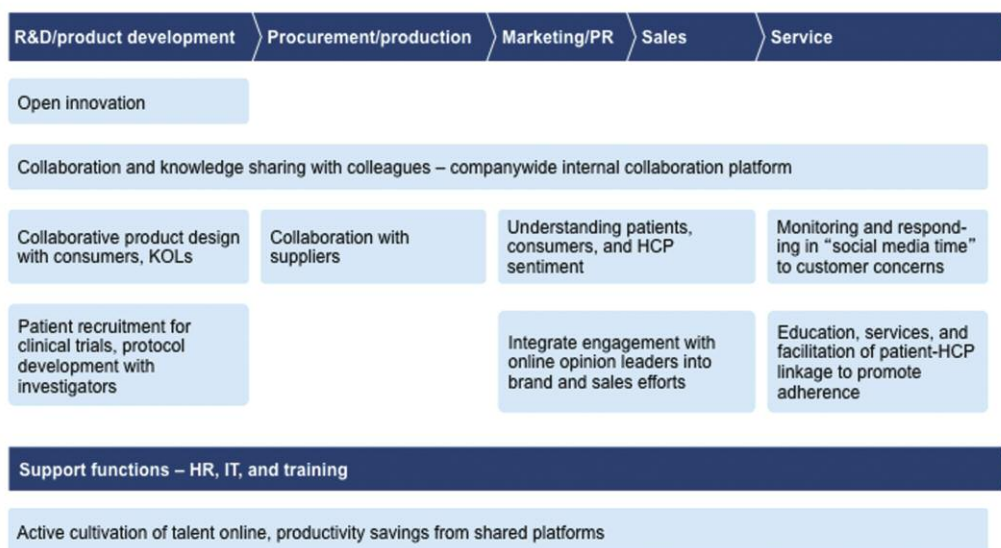 R&D/product development
Procurement/production
Marketing/PR
Sales
Service
Open innovation
Collaboration and knowledge sharing with colleagues – companywide internal collaboration platform
Collaborative product design
with consumers, KOLs
Collaboration with
suppliers
Understanding patients,
consumers, and HCP
sentiment
Monitoring and respond-
ing in “social media time”
to customer concerns
Patient recruitment for
clinical trials, protocol
development with
investigators
Integrate engagement with
online opinion leaders into
brand and sales efforts
Education, services, and
facilitation of patient-HCP
linkage to promote
adherence
Support functions – HR, IT, and training
Active cultivation of talent online, productivity savings from shared platforms